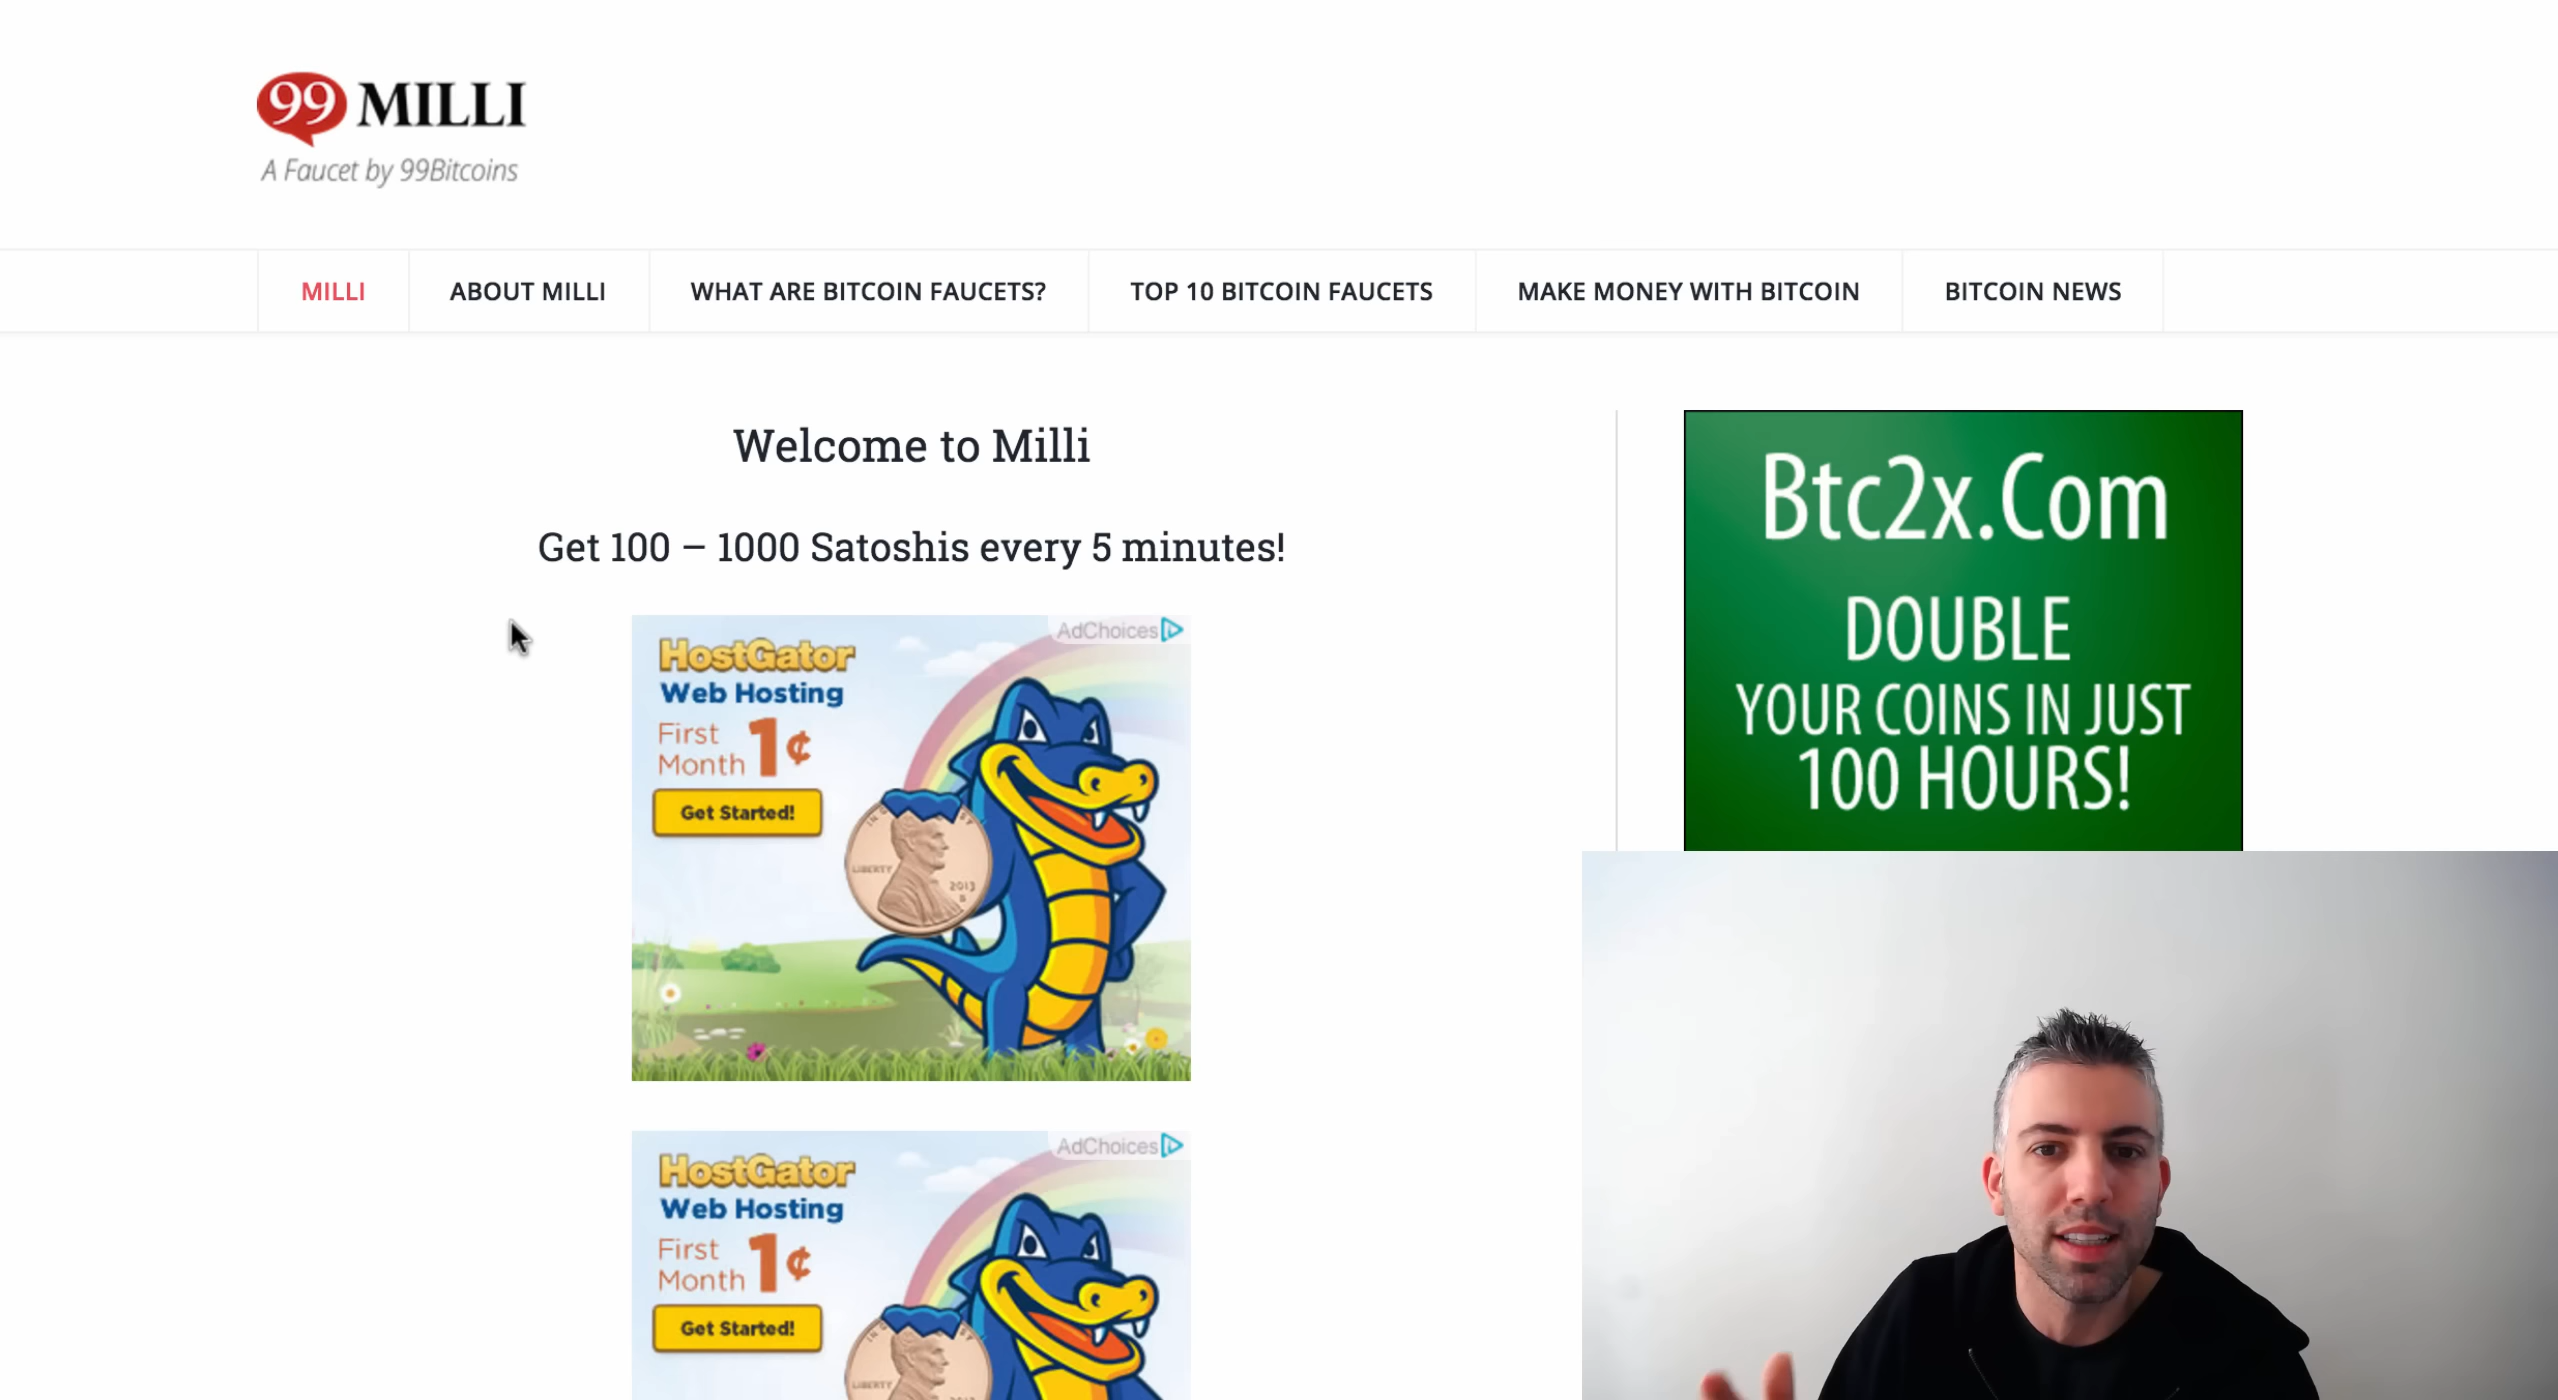 99 MILLI
A Faucet by 99Bitcoins
MILLI
ABOUT MILLI
WHAT ARE BITCOIN FAUCETS?
TOP 10 BITCOIN FAUCETS
MAKE MONEY WITH BITCOIN
BITCOIN NEWS
Welcome to Milli
Get 100 – 1000 Satoshis every 5 minutes!
AdChoices
HostGator
Web Hosting
First
Month 1¢
Get Started!
LIBERTY
2013
Btc2x.Com
DOUBLE
YOUR COINS IN JUST
100 HOURS!
AdChoices
HostGator
Web Hosting
First
Month 1¢
Get Started!
LIBERTY